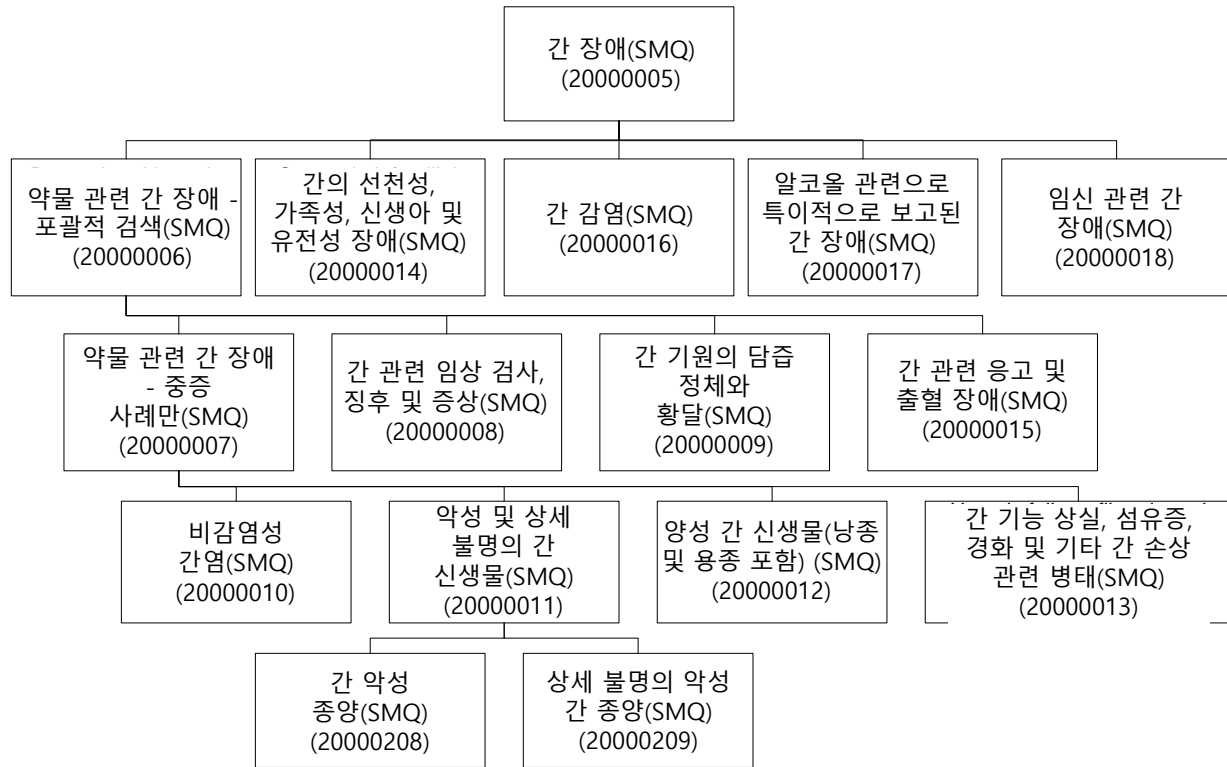 간 장애(SMQ)
(20000005)
약물 관련 간 장애 -
포괄적 검색(SMQ)
(20000006)
간의 선천성,
가족성, 신생아 및
유전성 장애(SMQ)
(20000014)
간 감염(SMQ)
(20000016)
알코올 관련으로
특이적으로 보고된
간 장애(SMQ)
(20000017)
임신 관련 간
장애(SMQ)
(20000018)
약물 관련 간 장애
- 중증
사례만(SMQ)
(20000007)
간 관련 임상 검사,
징후 및 증상(SMQ)
(20000008)
간 기원의 담즙
정체와
황달(SMQ)
(20000009)
간 관련 응고 및
출혈 장애(SMQ)
(20000015)
비감염성
간염(SMQ)
(20000010)
악성 및 상세
불명의 간
신생물(SMQ)
(20000011)
양성 간 신생물(낭종
및 용종 포함) (SMQ)
(20000012)
간 기능 상실, 섬유증,
경화 및 기타 간 손상
관련 병태(SMQ)
(20000013)
간 악성
종양(SMQ)
(20000208)
상세 불명의 악성
간 종양(SMQ)
(20000209)